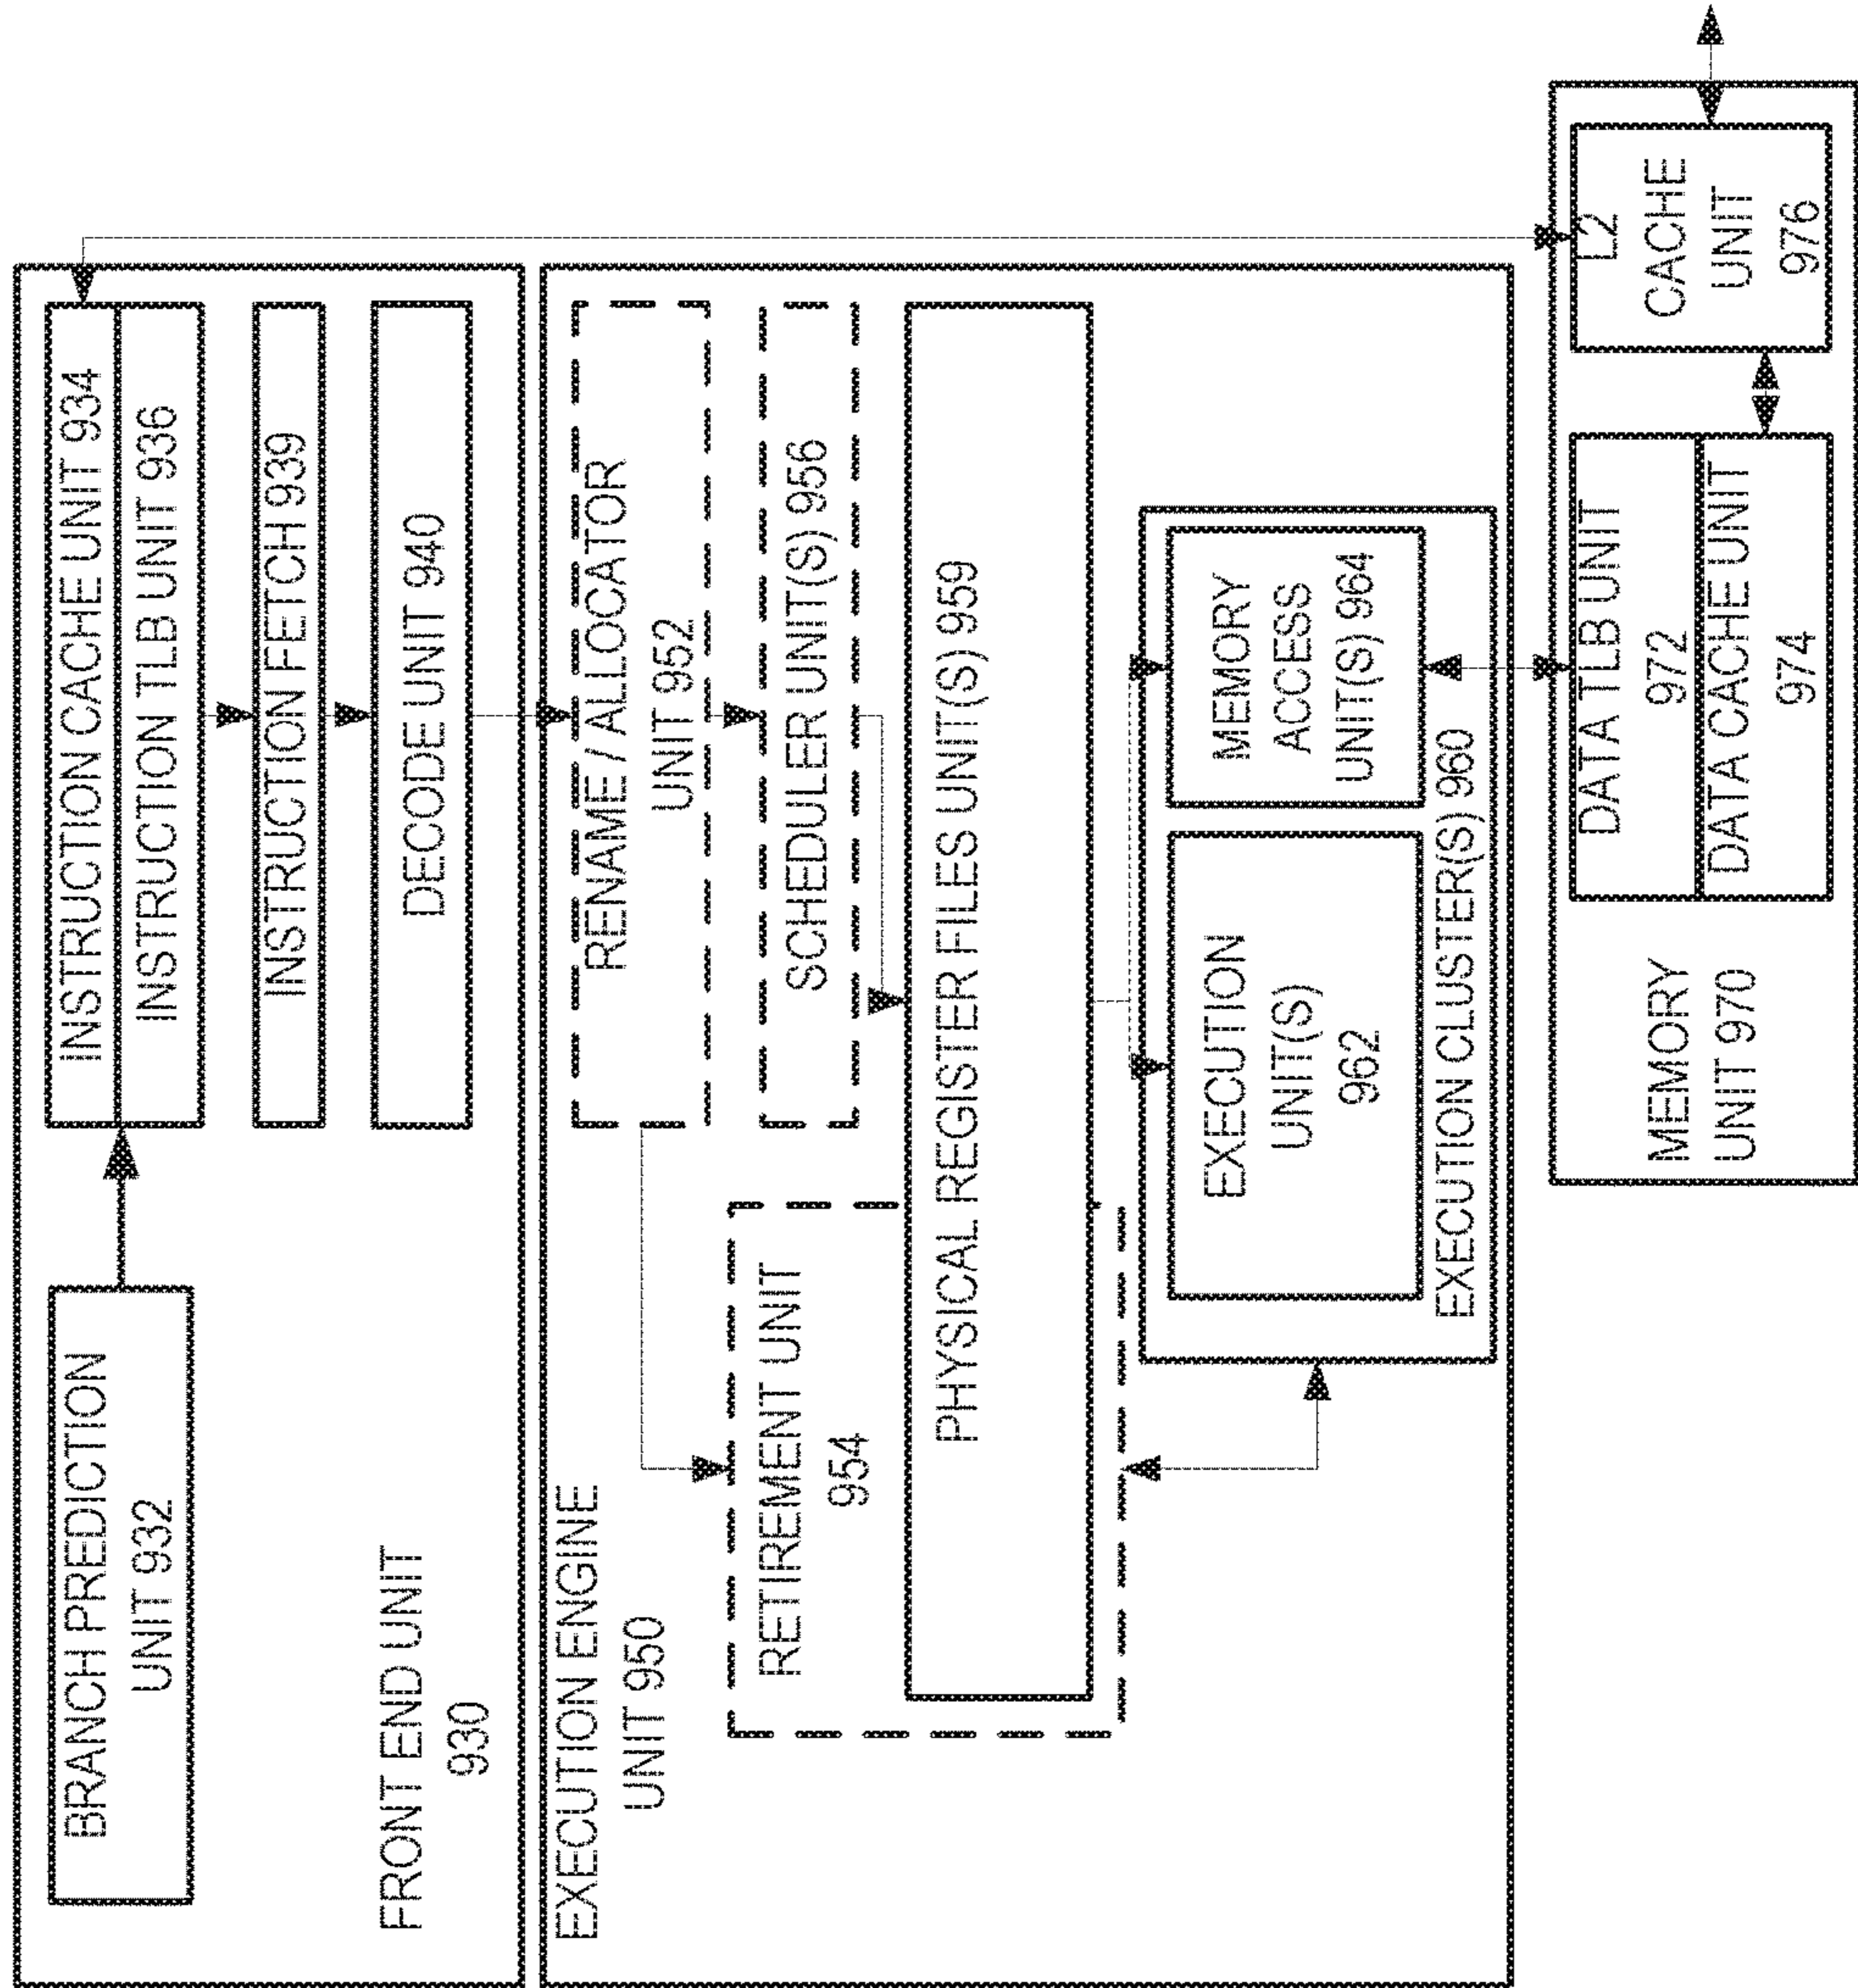 BRANCH PREDICTION
UNIT 932
INSTRUCTION CACHE UNIT 934
INSTRUCTION TLB UNIT 936
INSTRUCTION FETCH 939
DECODE UNIT 940
FRONT END UNIT
930
EXECUTION ENGINE
UNIT 950
RENAME / ALLOCATOR
UNIT 952
RETIREMENT UNIT
954
SCHEDULER UNIT(S) 956
PHYSICAL REGISTER FILES UNIT(S) 959
EXECUTION
UNIT(S)
962
MEMORY
ACCESS
UNIT(S) 964
EXECUTION CLUSTER(S) 960
MEMORY
UNIT 970
DATA TLB UNIT
972
DATA CACHE UNIT
974
L2
CACHE
UNIT
976